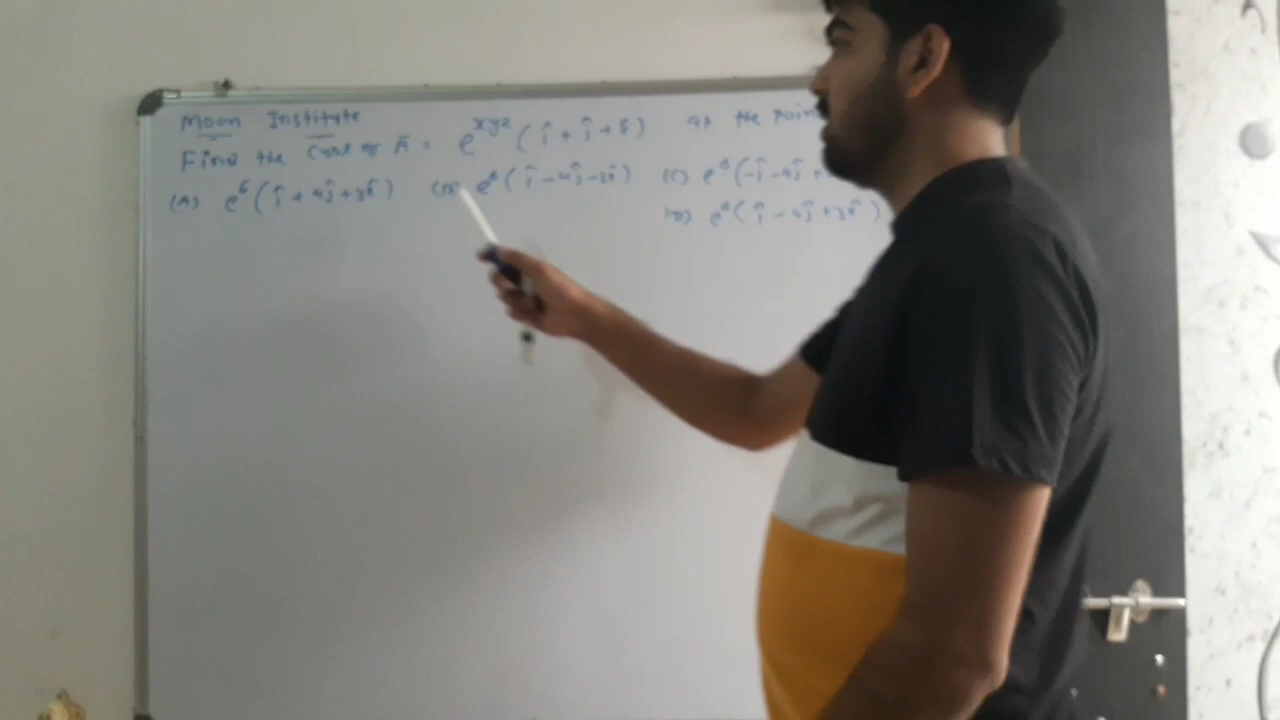 Moon Institute
Find the Curl of A̅ = e^xyz (î + ĵ + k̂) at the poin
(A) e^6 (î + 4ĵ + 3k̂) (B) e^6 (î - 4ĵ - 3k̂) (C) e^6 (-î - 4ĵ +
(D) e^6 (î - 4ĵ + 3k̂)